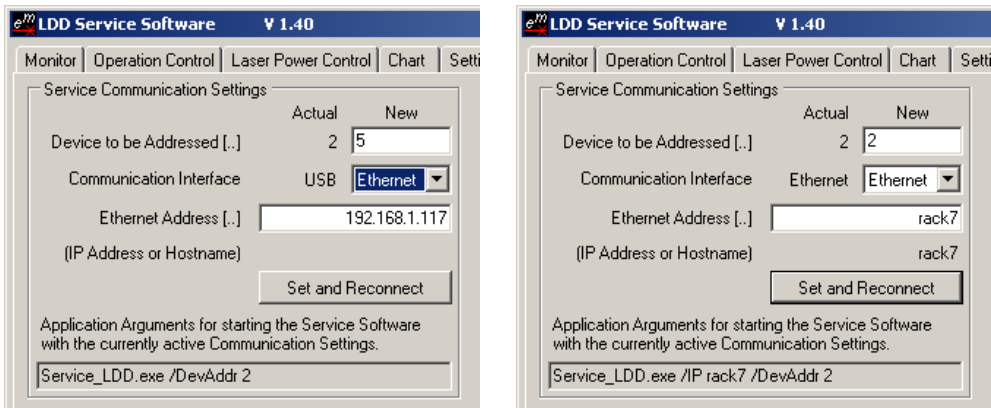 em LDD Service Software V 1.40
Monitor Operation Control Laser Power Control Chart Setti
Service Communication Settings
Actual New
Device to be Addressed [..] 2 5
Communication Interface USB Ethernet
Ethernet Address [..] 192.168.1.117
(IP Address or Hostname)
Set and Reconnect
Application Arguments for starting the Service Software
with the currently active Communication Settings.
Service_LDD.exe /DevAddr 2
em LDD Service Software V 1.40
Monitor Operation Control Laser Power Control Chart Setti
Service Communication Settings
Actual New
Device to be Addressed [..] 2 2
Communication Interface Ethernet Ethernet
Ethernet Address [..] rack7
(IP Address or Hostname) rack7
Set and Reconnect
Application Arguments for starting the Service Software
with the currently active Communication Settings.
Service_LDD.exe /IP rack7 /DevAddr 2